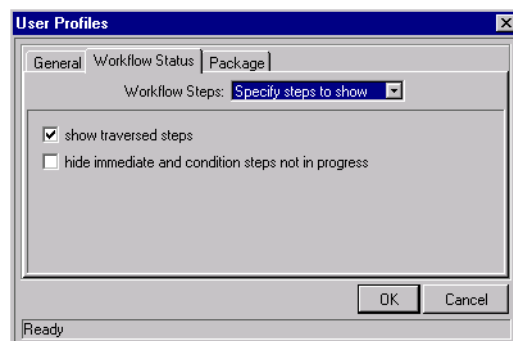 User Profiles
General Workflow Status Package
Workflow Steps: Specify steps to show
show traversed steps
hide immediate and condition steps not in progress
OK Cancel
Ready